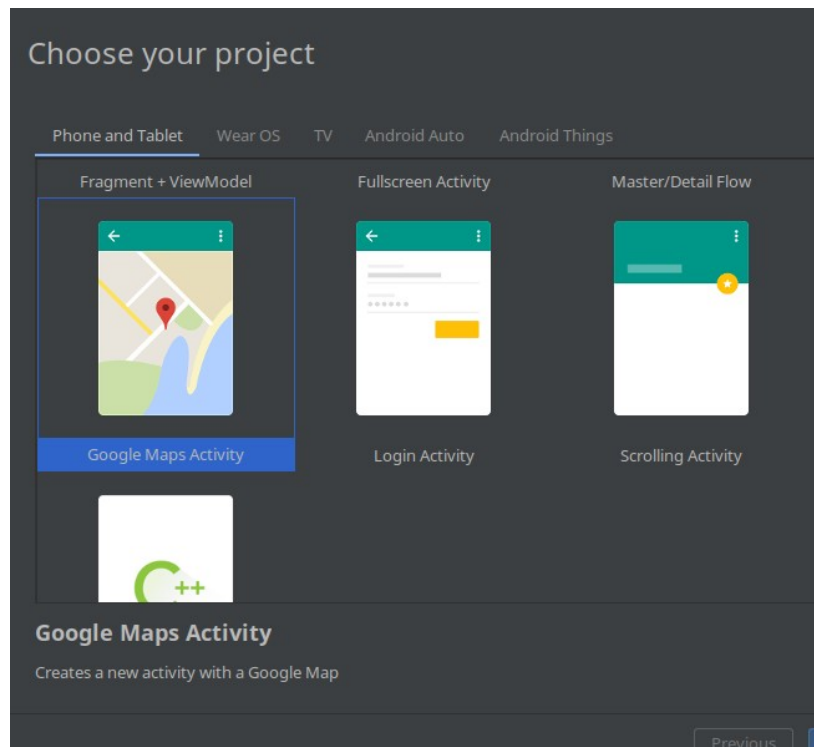 Choose your project
Phone and Tablet Wear OS TV Android Auto Android Things
Fragment + ViewModel Fullscreen Activity Master/Detail Flow
Google Maps Activity Login Activity Scrolling Activity
C++
Google Maps Activity
Creates a new activity with a Google Map
Previous